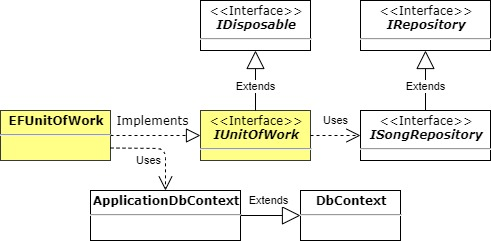 <<Interface>>
IDisposable
<<Interface>>
IRepository
Extends
Extends
EFUnitOfWork
Implements
<<Interface>>
IUnitOfWork
Uses
<<Interface>>
ISongRepository
Uses
ApplicationDbContext
Extends
DbContext